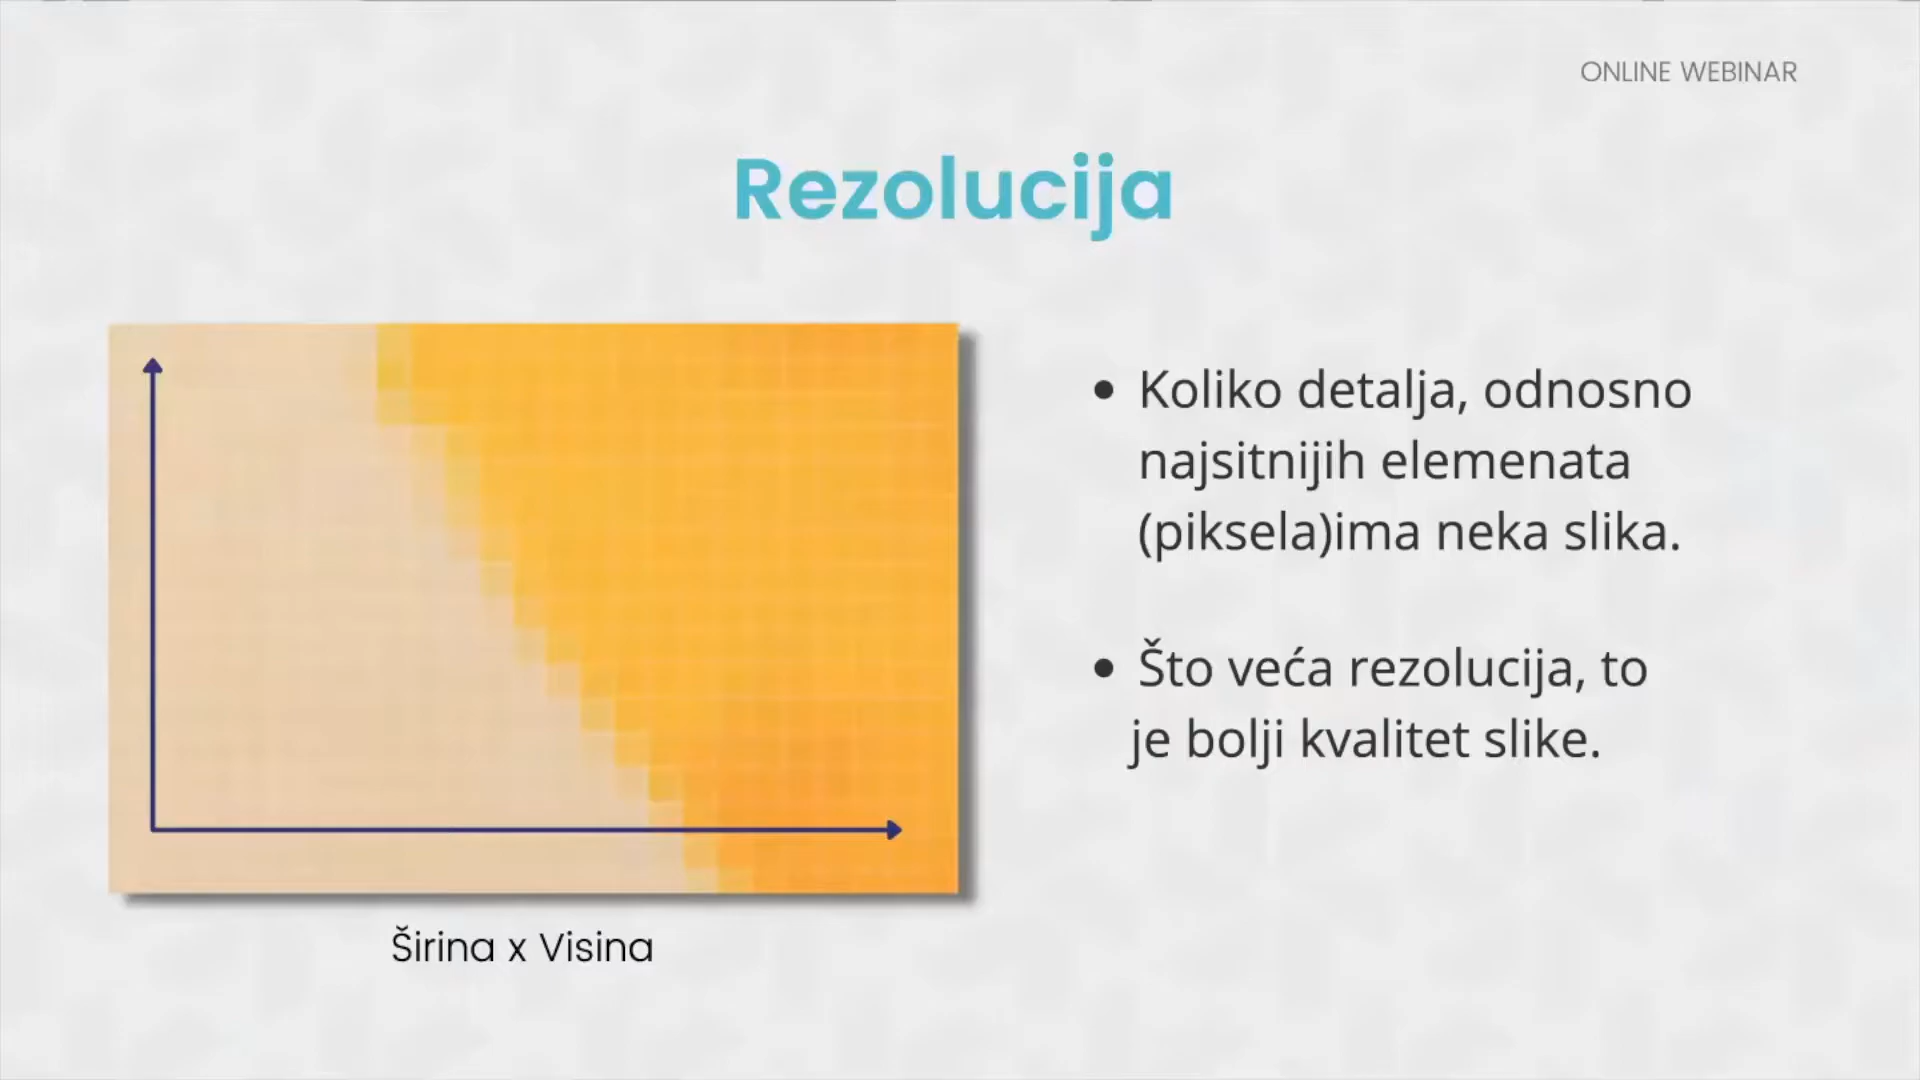 ONLINE WEBINAR
Rezolucija
• Koliko detalja, odnosno
najsitnijih elemenata
(piksela)ima neka slika.
• Što veća rezolucija, to
je bolji kvalitet slike.
Širina x Visina